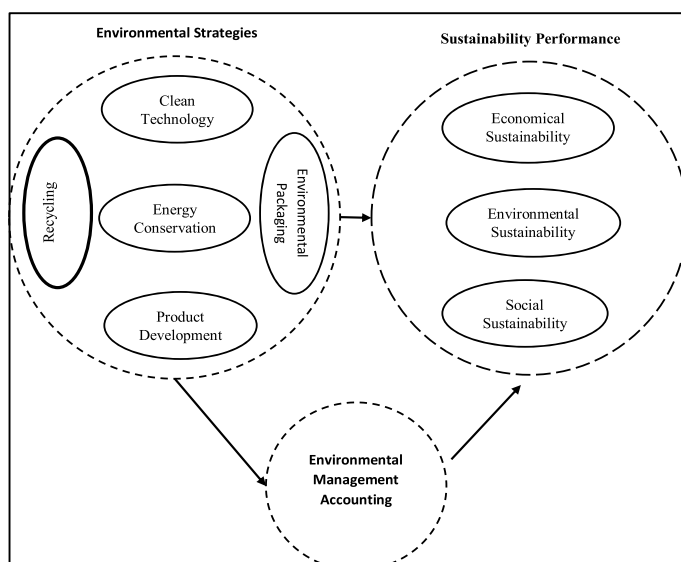 Environmental Strategies
Sustainability Performance
Clean
Technology
Recycling
Energy
Conservation
Environmental
Packaging
Product
Development
Economical
Sustainability
Environmental
Sustainability
Social
Sustainability
Environmental
Management
Accounting